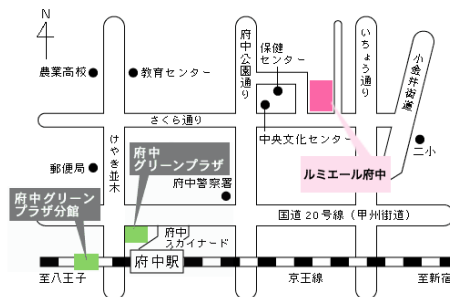 N
府中公園通り
保健
センター
いちょう通り
小金井街道
農業高校
教育センター
さくら通り
中央文化センター
けやき並木
府中
グリーンプラザ
郵便局
ルミエール府中
二小
府中警察署
府中グリーン
プラザ分館
国道20号線（甲州街道）
府中
スカイナード
府中駅
至八王子
京王線
至新宿